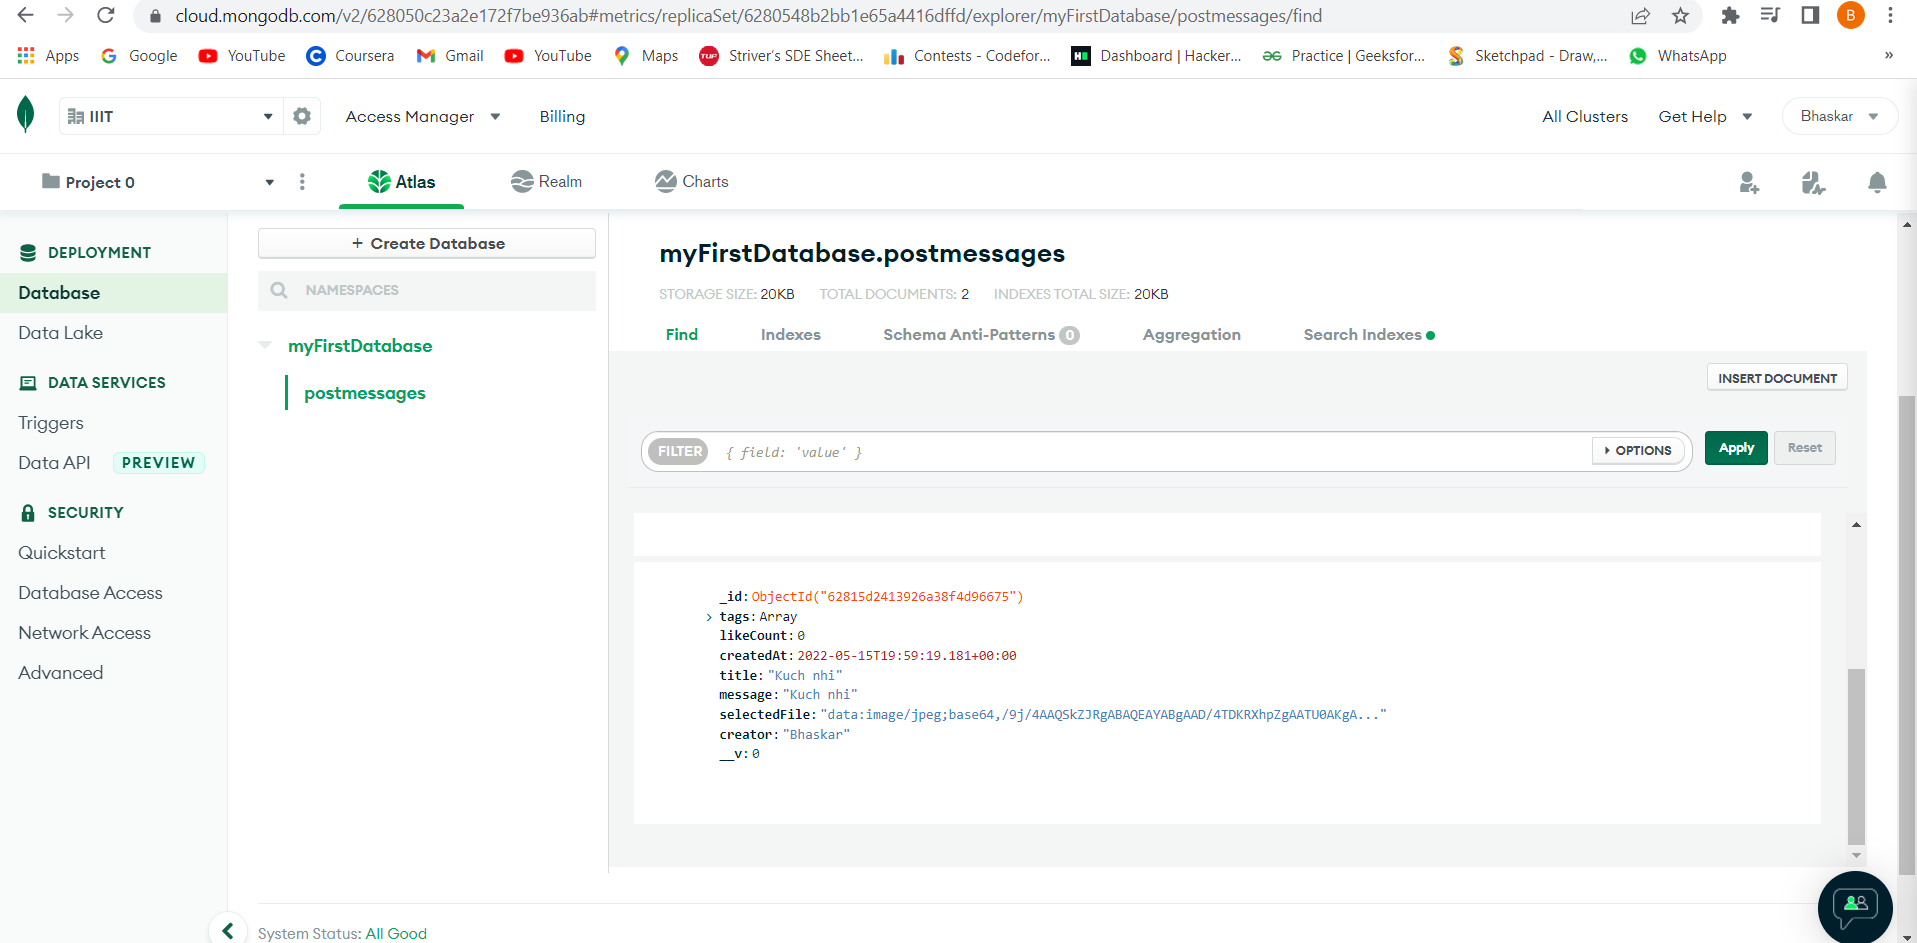 cloud.mongodb.com/v2/628050c23a2e172f7be936ab#metrics/replicaSet/6280548b2bb1e65a4416dffd/explorer/myFirstDatabase/postmessages/find
B
Apps Google YouTube Coursera Gmail YouTube Maps TUF Striver's SDE Sheet... Contests - Codefor... Dashboard | Hacker... Practice | Geeksfor... Sketchpad - Draw,... WhatsApp »
IIIT Access Manager Billing All Clusters Get Help Bhaskar
Project 0 Atlas Realm Charts
DEPLOYMENT
Database
Data Lake
DATA SERVICES
Triggers
Data API PREVIEW
SECURITY
Quickstart
Database Access
Network Access
Advanced
+ Create Database
NAMESPACES
myFirstDatabase
postmessages
myFirstDatabase.postmessages
STORAGE SIZE: 20KB TOTAL DOCUMENTS: 2 INDEXES TOTAL SIZE: 20KB
Find Indexes Schema Anti-Patterns 0 Aggregation Search Indexes
INSERT DOCUMENT
FILTER { field: 'value' } OPTIONS Apply Reset
_id: ObjectId("62815d2413926a38f4d96675")
tags: Array
likeCount: 0
createdAt: 2022-05-15T19:59:19.181+00:00
title: "Kuch nhi"
message: "Kuch nhi"
selectedFile: "data:image/jpeg;base64,/9j/4AAQSkZJRgABAQEAYABgAAD/4TDKRXhpZgAATU0AKgA..."
creator: "Bhaskar"
__v: 0
System Status: All Good